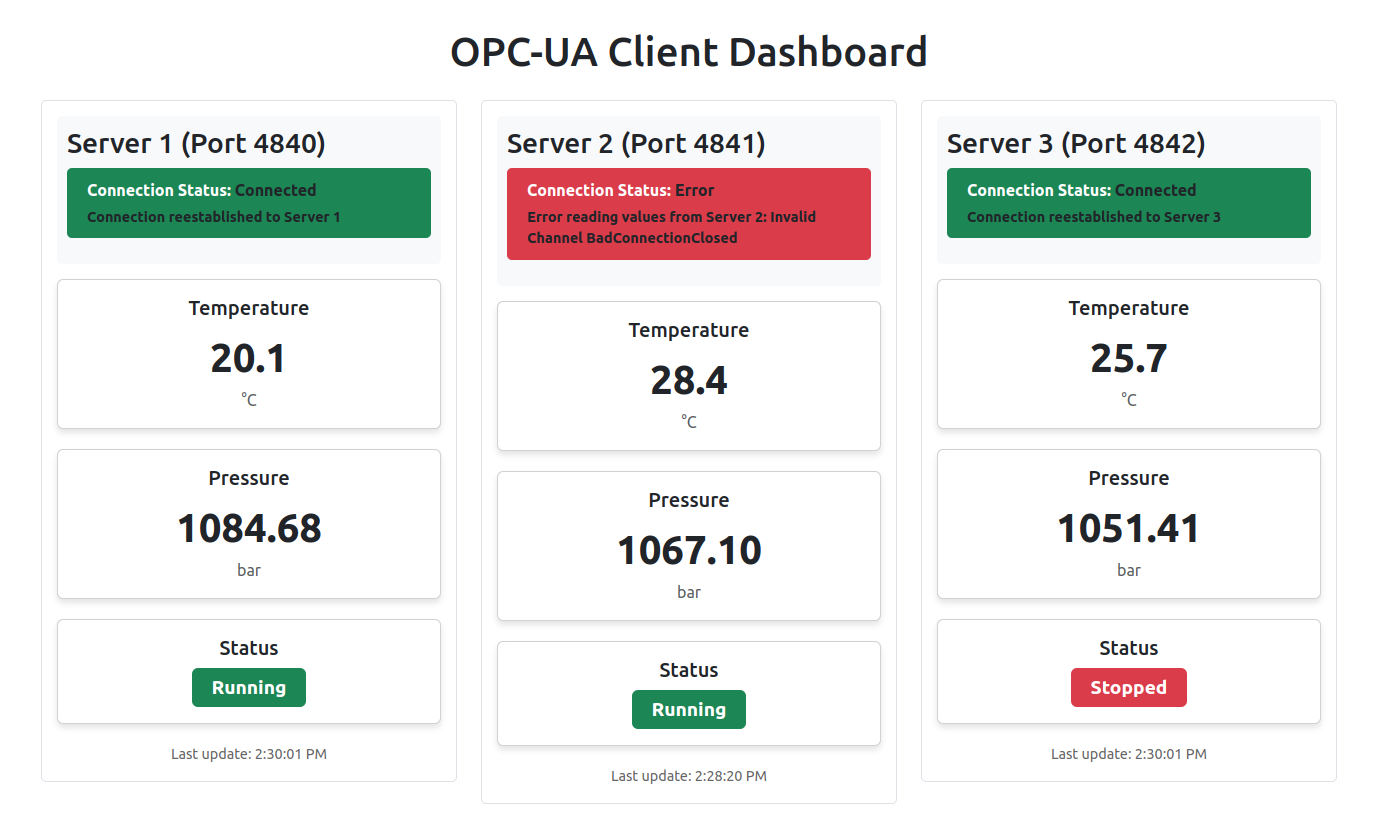 OPC-UA Client Dashboard
Server 1 (Port 4840)
Connection Status: Connected
Connection reestablished to Server 1
Temperature
20.1
°C
Pressure
1084.68
bar
Status
Running
Last update: 2:30:01 PM
Server 2 (Port 4841)
Connection Status: Error
Error reading values from Server 2: Invalid
Channel BadConnectionClosed
Temperature
28.4
°C
Pressure
1067.10
bar
Status
Running
Last update: 2:28:20 PM
Server 3 (Port 4842)
Connection Status: Connected
Connection reestablished to Server 3
Temperature
25.7
°C
Pressure
1051.41
bar
Status
Stopped
Last update: 2:30:01 PM